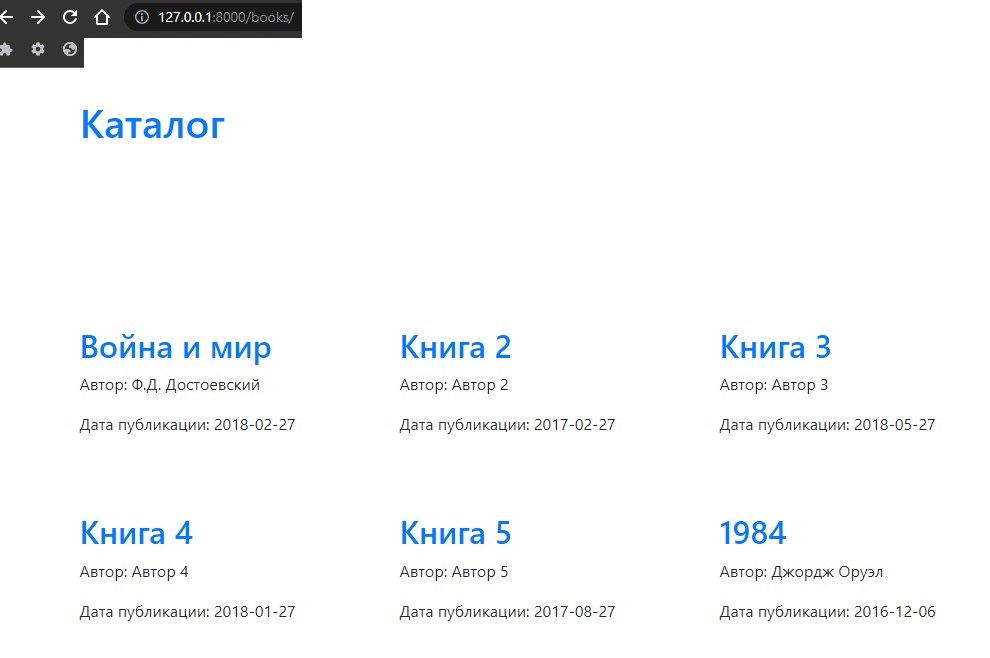 127.0.0.1:8000/books/
Каталог
Война и мир
Автор: Ф.Д. Достоевский
Дата публикации: 2018-02-27
Книга 2
Автор: Автор 2
Дата публикации: 2017-02-27
Книга 3
Автор: Автор 3
Дата публикации: 2018-05-27
Книга 4
Автор: Автор 4
Дата публикации: 2018-01-27
Книга 5
Автор: Автор 5
Дата публикации: 2017-08-27
1984
Автор: Джордж Оруэл
Дата публикации: 2016-12-06